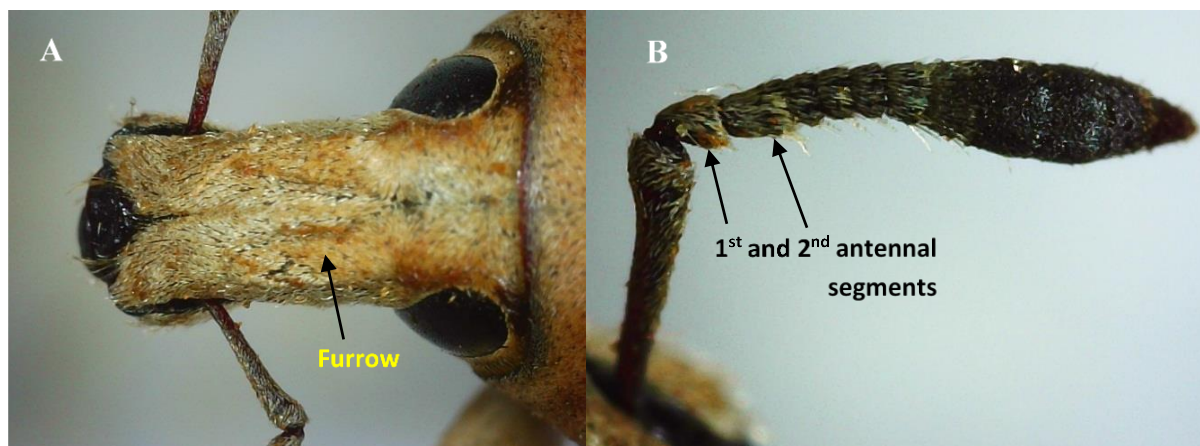 A
B
Furrow
1st and 2nd antennal
segments